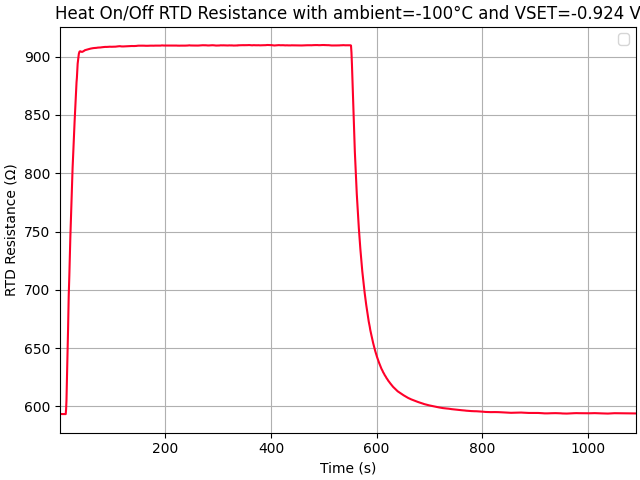 Heat On/Off RTD Resistance with ambient=-100°C and VSET=-0.924 V
900
850
800
750
700
650
600
RTD Resistance (Ω)
200 400 600 800 1000
Time (s)